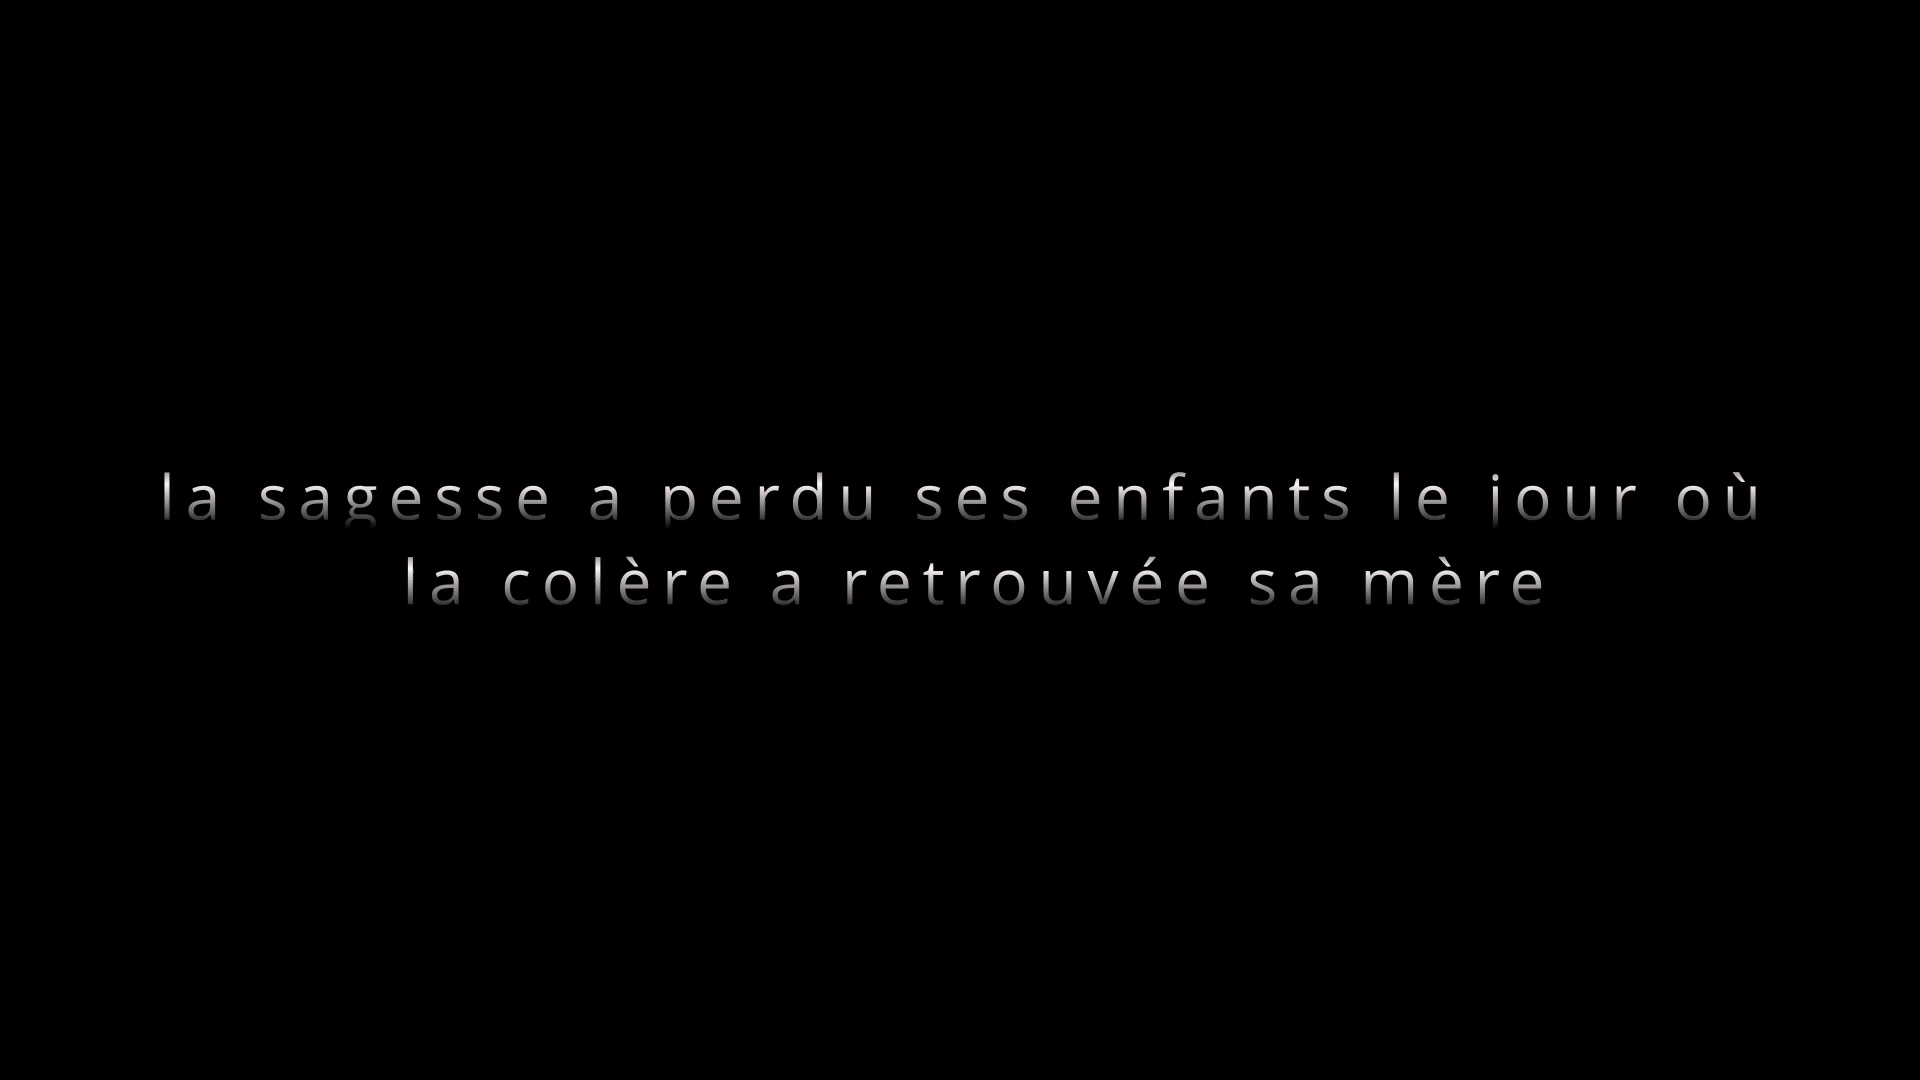 la sagesse a perdu ses enfants le jour où
la colère a retrouvée sa mère